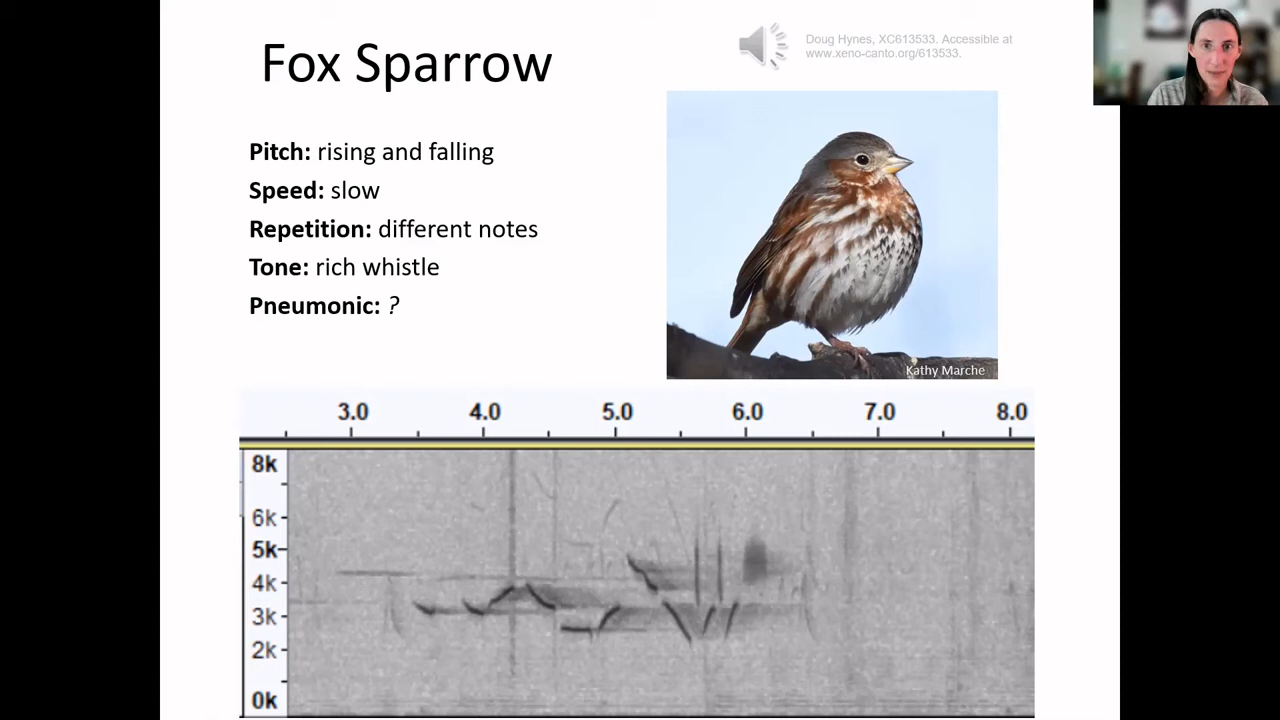 Fox Sparrow
Doug Hynes, XC613533. Accessible at
www.xeno-canto.org/613533.
Pitch: rising and falling
Speed: slow
Repetition: different notes
Tone: rich whistle
Pneumonic: ?
Kathy Marche
3.0 4.0 5.0 6.0 7.0 8.0
8k
6k
5k
4k
3k
2k
0k